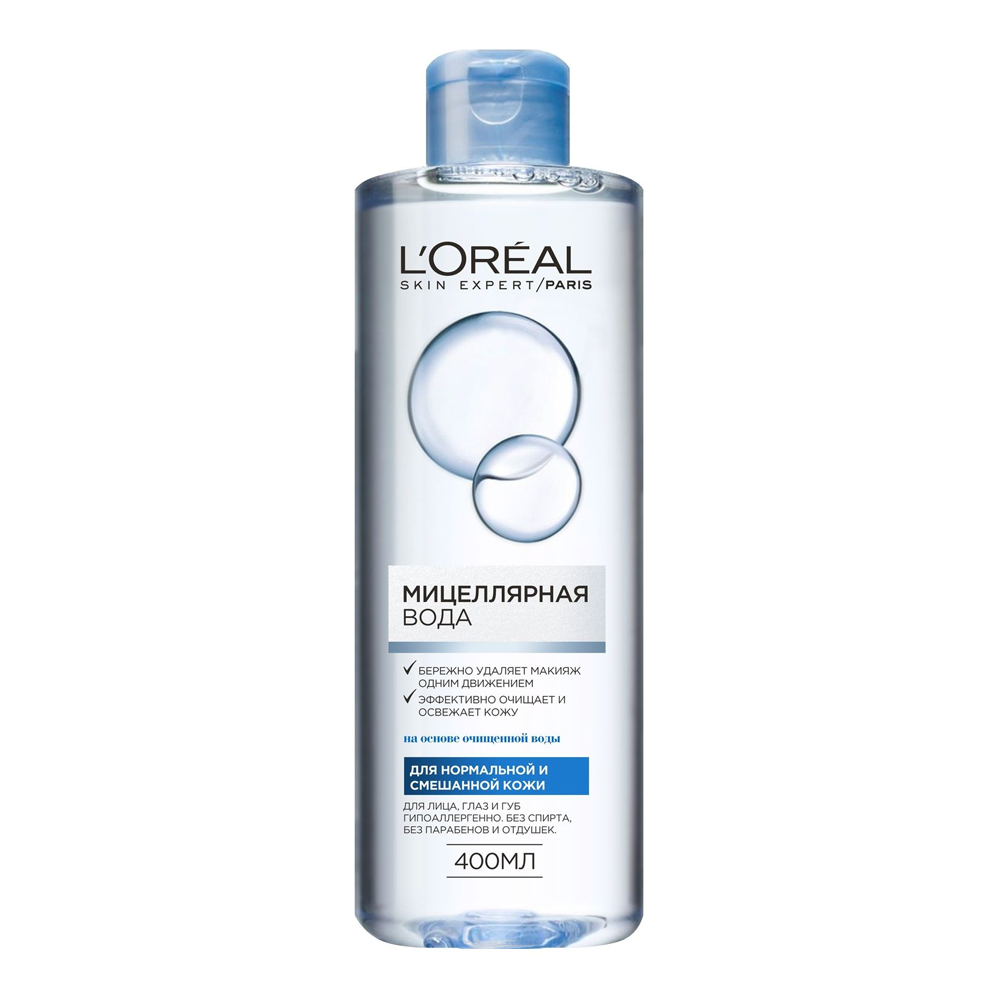 L'ORÉAL
SKIN EXPERT/PARIS
МИЦЕЛЛЯРНАЯ
ВОДА
✓ БЕРЕЖНО УДАЛЯЕТ МАКИЯЖ
ОДНИМ ДВИЖЕНИЕМ
✓ ЭФФЕКТИВНО ОЧИЩАЕТ И
ОСВЕЖАЕТ КОЖУ
на основе очищенной воды
ДЛЯ НОРМАЛЬНОЙ И
СМЕШАННОЙ КОЖИ
ДЛЯ ЛИЦА, ГЛАЗ И ГУБ
ГИПОАЛЛЕРГЕННО. БЕЗ СПИРТА,
БЕЗ ПАРАБЕНОВ И ОТДУШЕК.
400МЛ